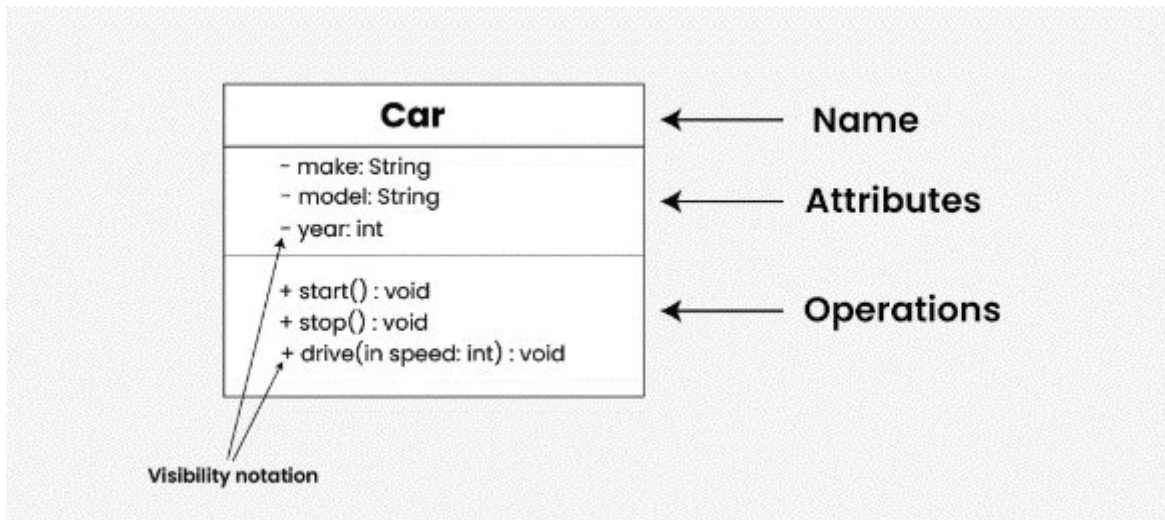 Car
Name
- make: String
- model: String
- year: int
Attributes
+ start() : void
+ stop() : void
+ drive(in speed: int) : void
Operations
Visibility notation